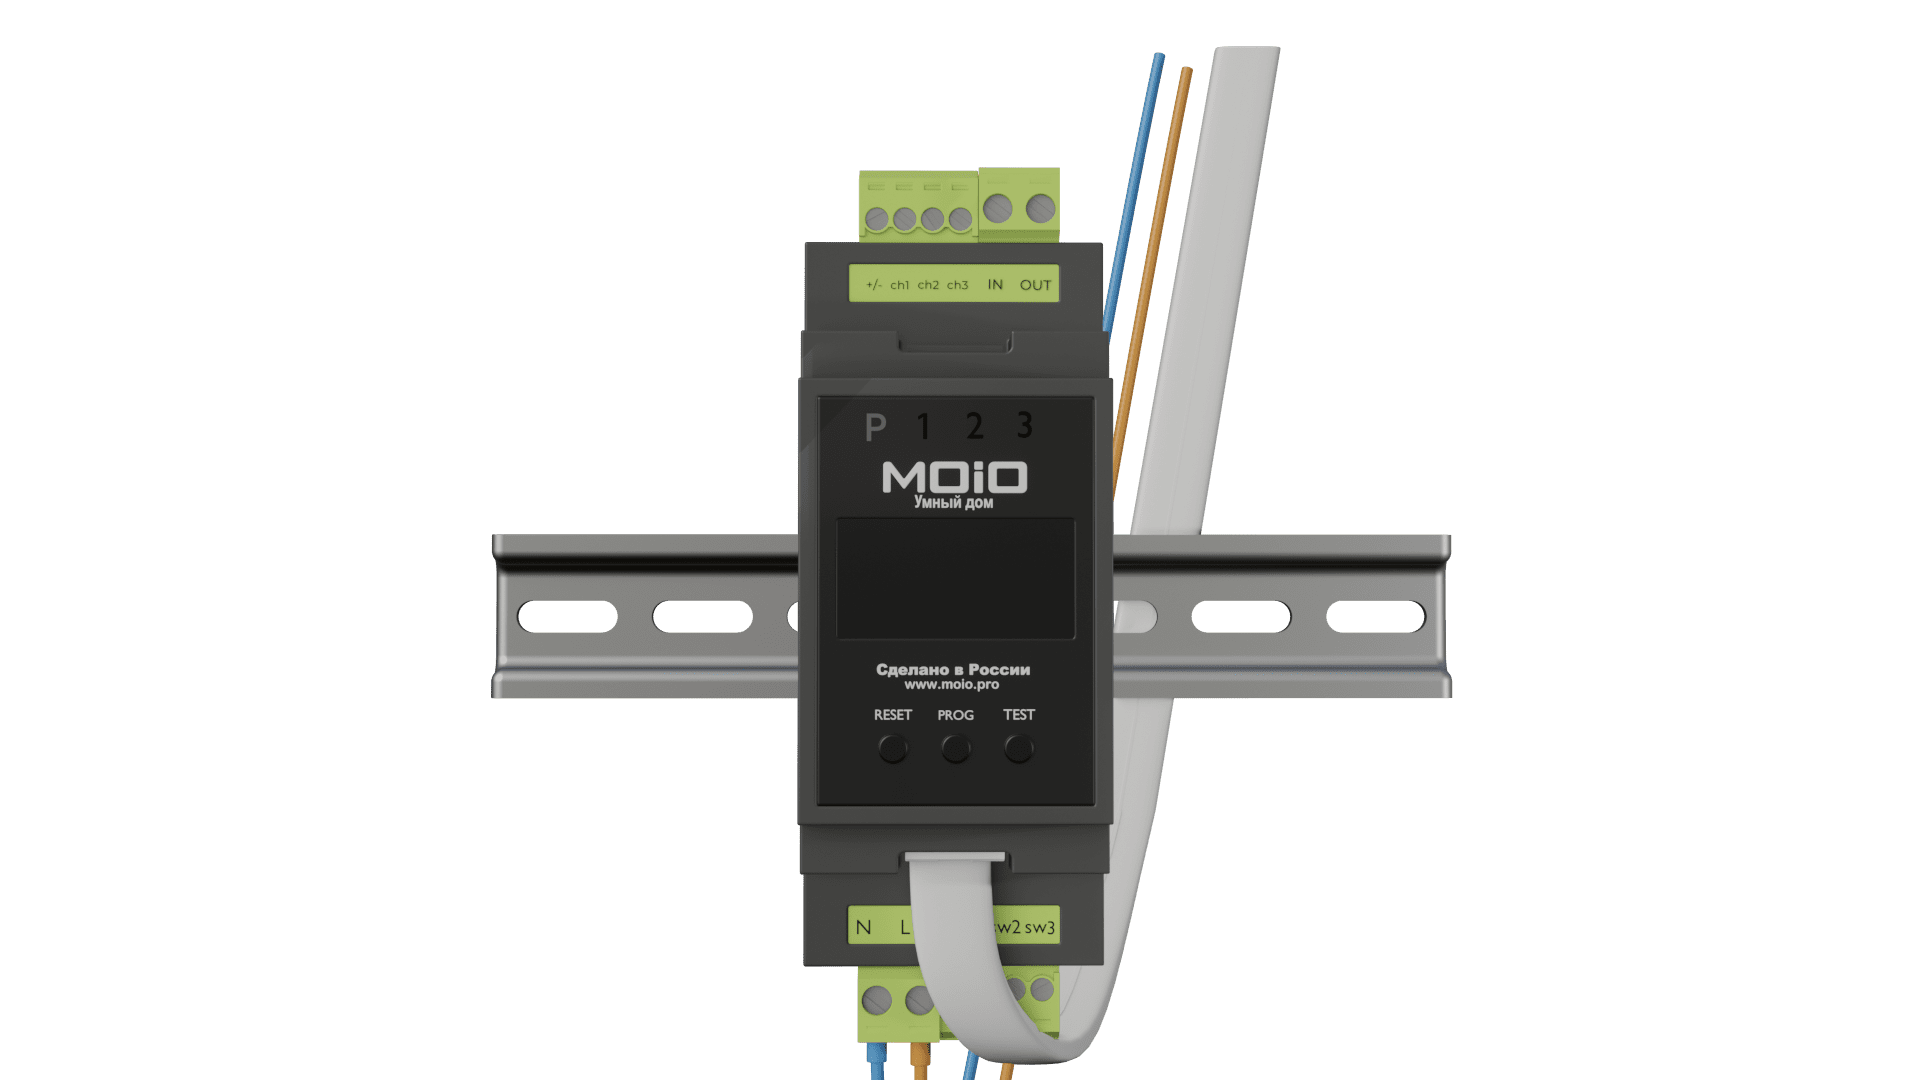 +/- ch1 ch2 ch3 IN OUT
P 1 2 3
MOiO
Умный дом
Сделано в России
www.moio.pro
RESET PROG TEST
N L sw2 sw3